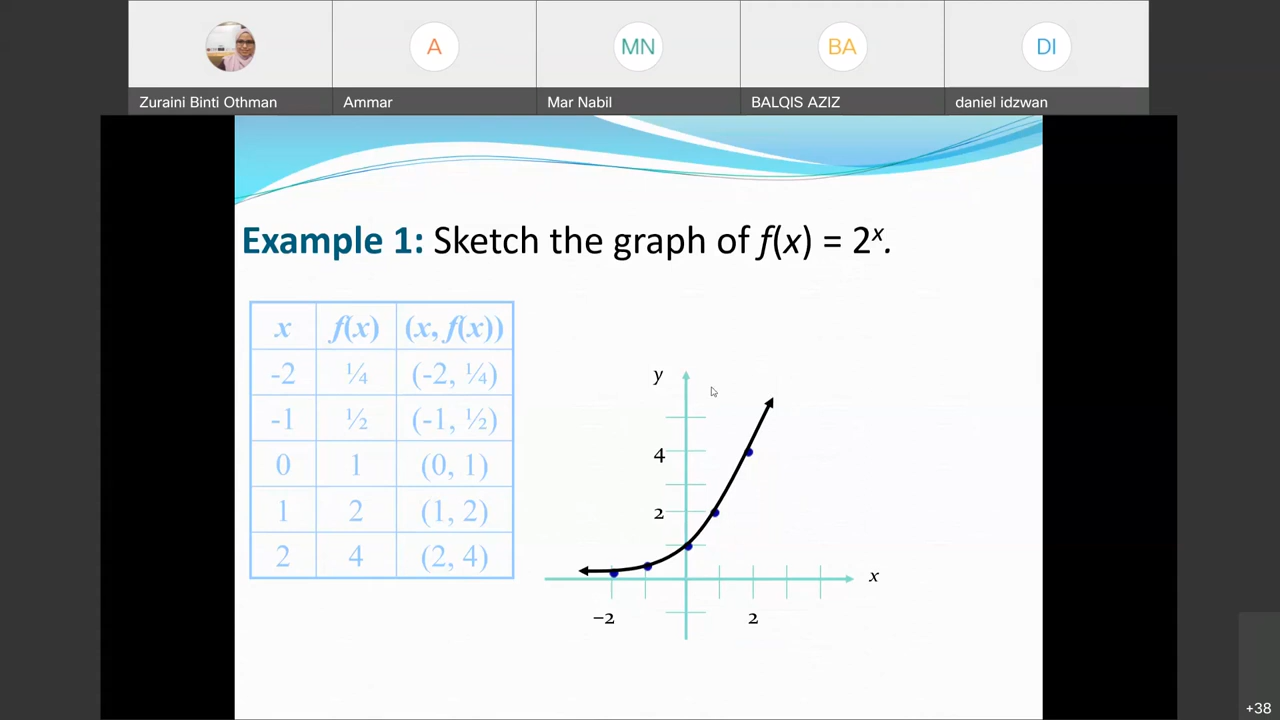 A MN BA DI
Zuraini Binti Othman Ammar Mar Nabil BALQIS AZIZ daniel idzwan
Example 1: Sketch the graph of f(x) = 2ˣ.
x f(x) (x, f(x))
-2 ¼ (-2, ¼)
-1 ½ (-1, ½)
0 1 (0, 1)
1 2 (1, 2)
2 4 (2, 4)
y
4
2
x
–2 2
+38